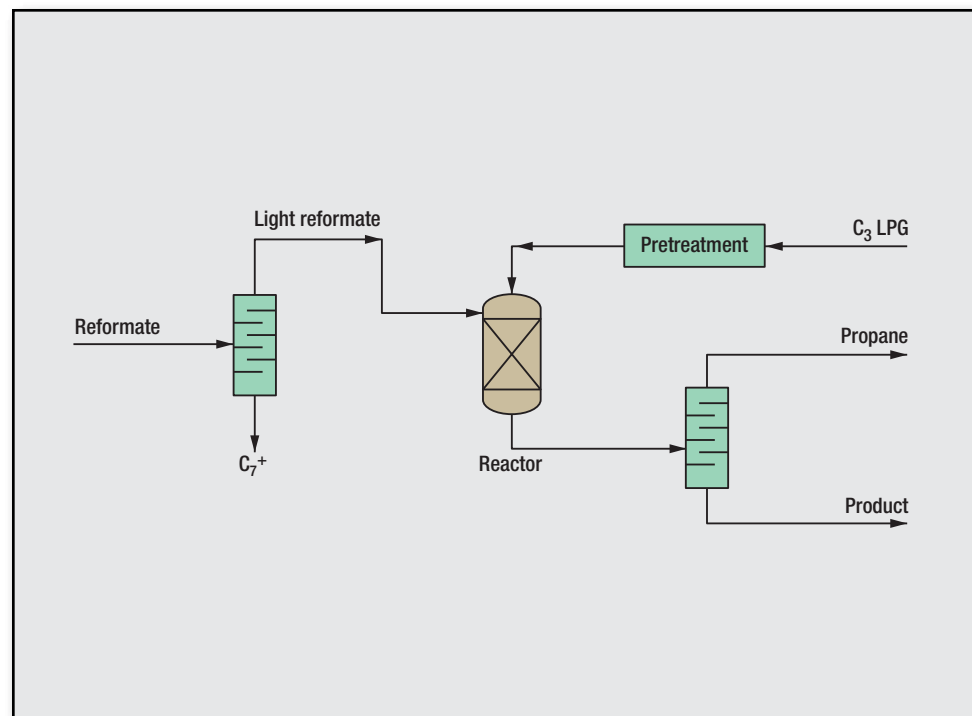 Light reformate
C₃ LPG
Pretreatment
Reformate
Propane
C₇⁺
Reactor
Product